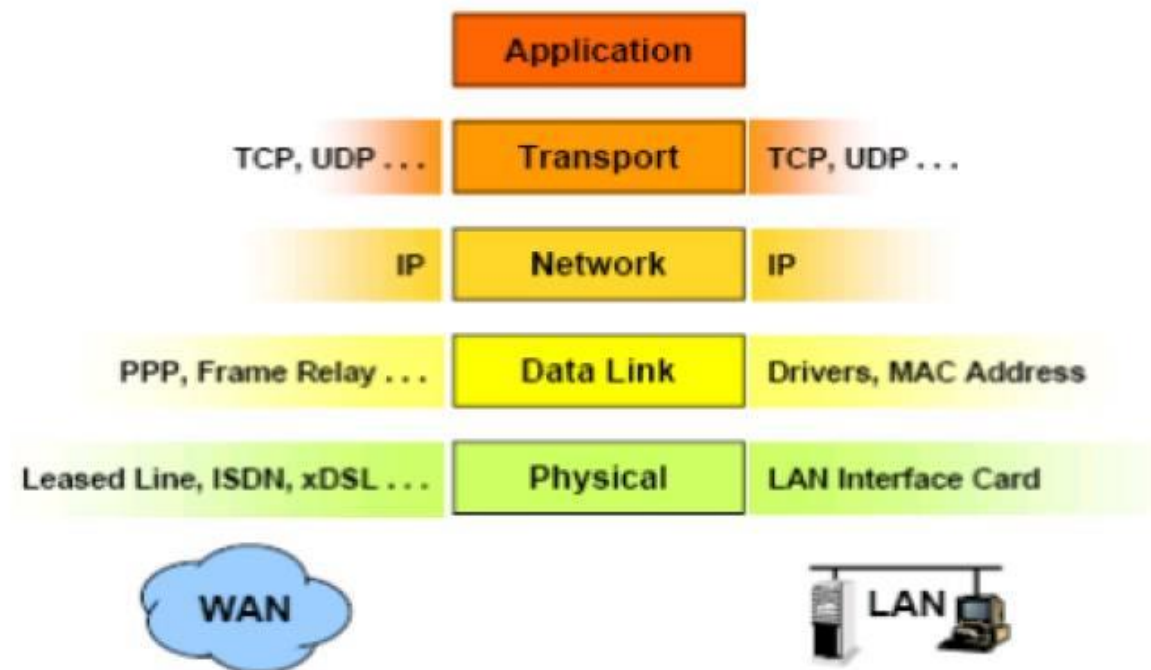 Application
TCP, UDP . . . Transport TCP, UDP . . .
IP Network IP
PPP, Frame Relay . . . Data Link Drivers, MAC Address
Leased Line, ISDN, xDSL . . . Physical LAN Interface Card
WAN LAN